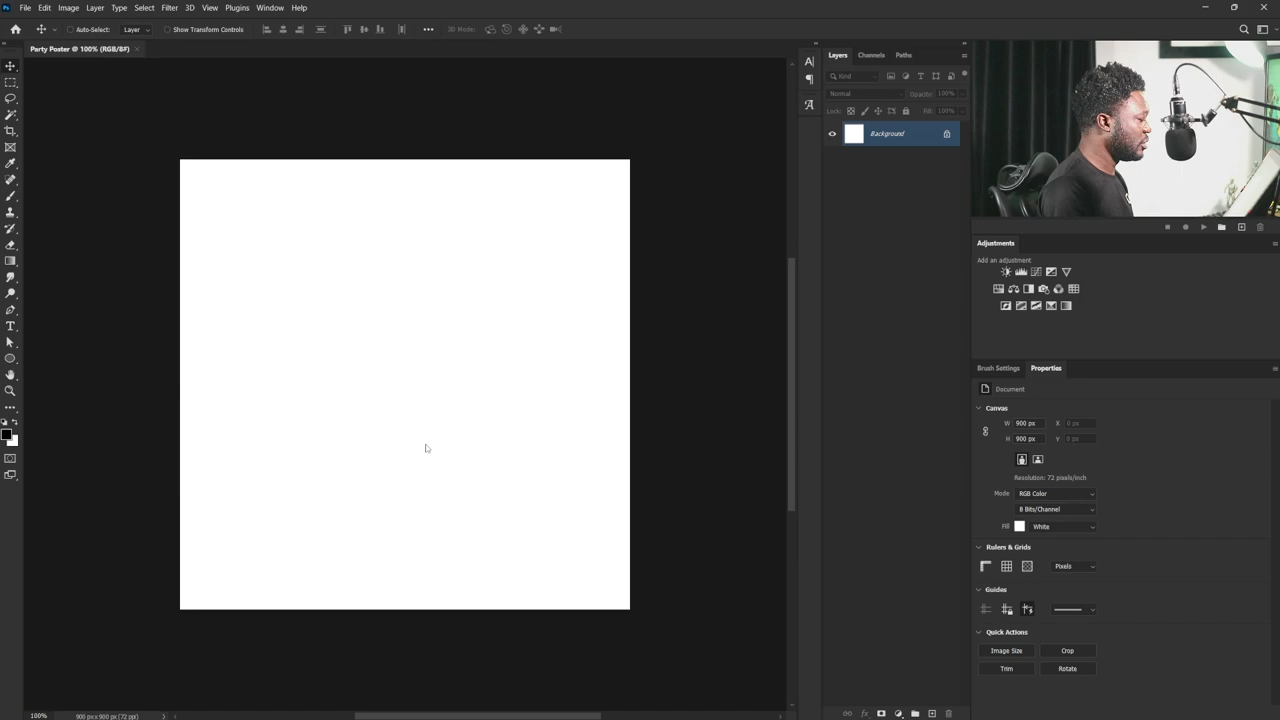 Ps File Edit Image Layer Type Select Filter 3D View Plugins Window Help
Auto-Select: Layer Show Transform Controls 3D Mode:
Party Poster @ 100% (RGB/8#)
Layers Channels Paths
Kind
Normal Opacity: 100%
Lock: Fill: 100%
Background
Adjustments
Add an adjustment
Brush Settings Properties
Document
Canvas
W 900 px X 0 px
H 900 px Y 0 px
Resolution: 72 pixels/inch
Mode RGB Color
8 Bits/Channel
Fill White
Rulers & Grids
Pixels
Guides
Quick Actions
Image Size Crop
Trim Rotate
100% 900 px x 900 px (72 ppi)